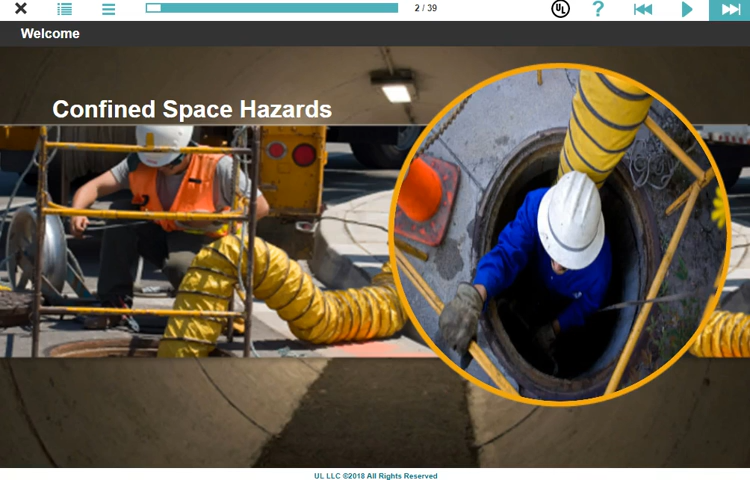 2 / 39
UL
?
Welcome
Confined Space Hazards
UL LLC ©2018 All Rights Reserved